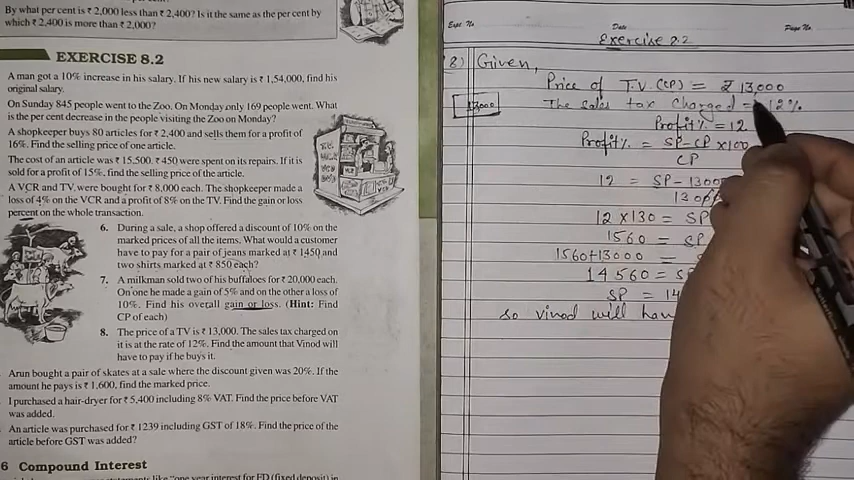 By what per cent is ₹ 2,000 less than ₹ 2,400? Is it the same as the per cent by
which ₹ 2,400 is more than ₹ 2,000?
EXERCISE 8.2
A man got a 10% increase in his salary. If his new salary is ₹ 1,54,000, find his
original salary.
On Sunday 845 people went to the Zoo. On Monday only 169 people went. What
is the per cent decrease in the people visiting the Zoo on Monday?
A shopkeeper buys 80 articles for ₹ 2,400 and sells them for a profit of
16%. Find the selling price of one article.
The cost of an article was ₹ 15,500. ₹ 450 were spent on its repairs. If it is
sold for a profit of 15%, find the selling price of the article.
A VCR and TV were bought for ₹ 8,000 each. The shopkeeper made a
loss of 4% on the VCR and a profit of 8% on the TV. Find the gain or loss
percent on the whole transaction.
6. During a sale, a shop offered a discount of 10% on the
marked prices of all the items. What would a customer
have to pay for a pair of jeans marked at ₹ 1450 and
two shirts marked at ₹ 850 each?
7. A milkman sold two of his buffaloes for ₹ 20,000 each.
On one he made a gain of 5% and on the other a loss of
10%. Find his overall gain or loss. (Hint: Find
CP of each)
8. The price of a TV is ₹ 13,000. The sales tax charged on
it is at the rate of 12%. Find the amount that Vinod will
have to pay if he buys it.
Arun bought a pair of skates at a sale where the discount given was 20%. If the
amount he pays is ₹ 1,600, find the marked price.
I purchased a hair-dryer for ₹ 5,400 including 8% VAT. Find the price before VAT
was added.
An article was purchased for ₹ 1239 including GST of 18%. Find the price of the
article before GST was added?
6 Compound Interest
Expt. No
Date
Page No.
Exercise 8.2
8) Given,
Price of T.V. (CP) = ₹ 13,000
13,000
The sales tax charged = 12%
Profit% = 12
Profit% = SP-CP × 100
CP
12 = SP - 1300
12 × 130 = SP
1560 = SP
1560+13000 =
14560 = SP
SP = 14
so vinod will have